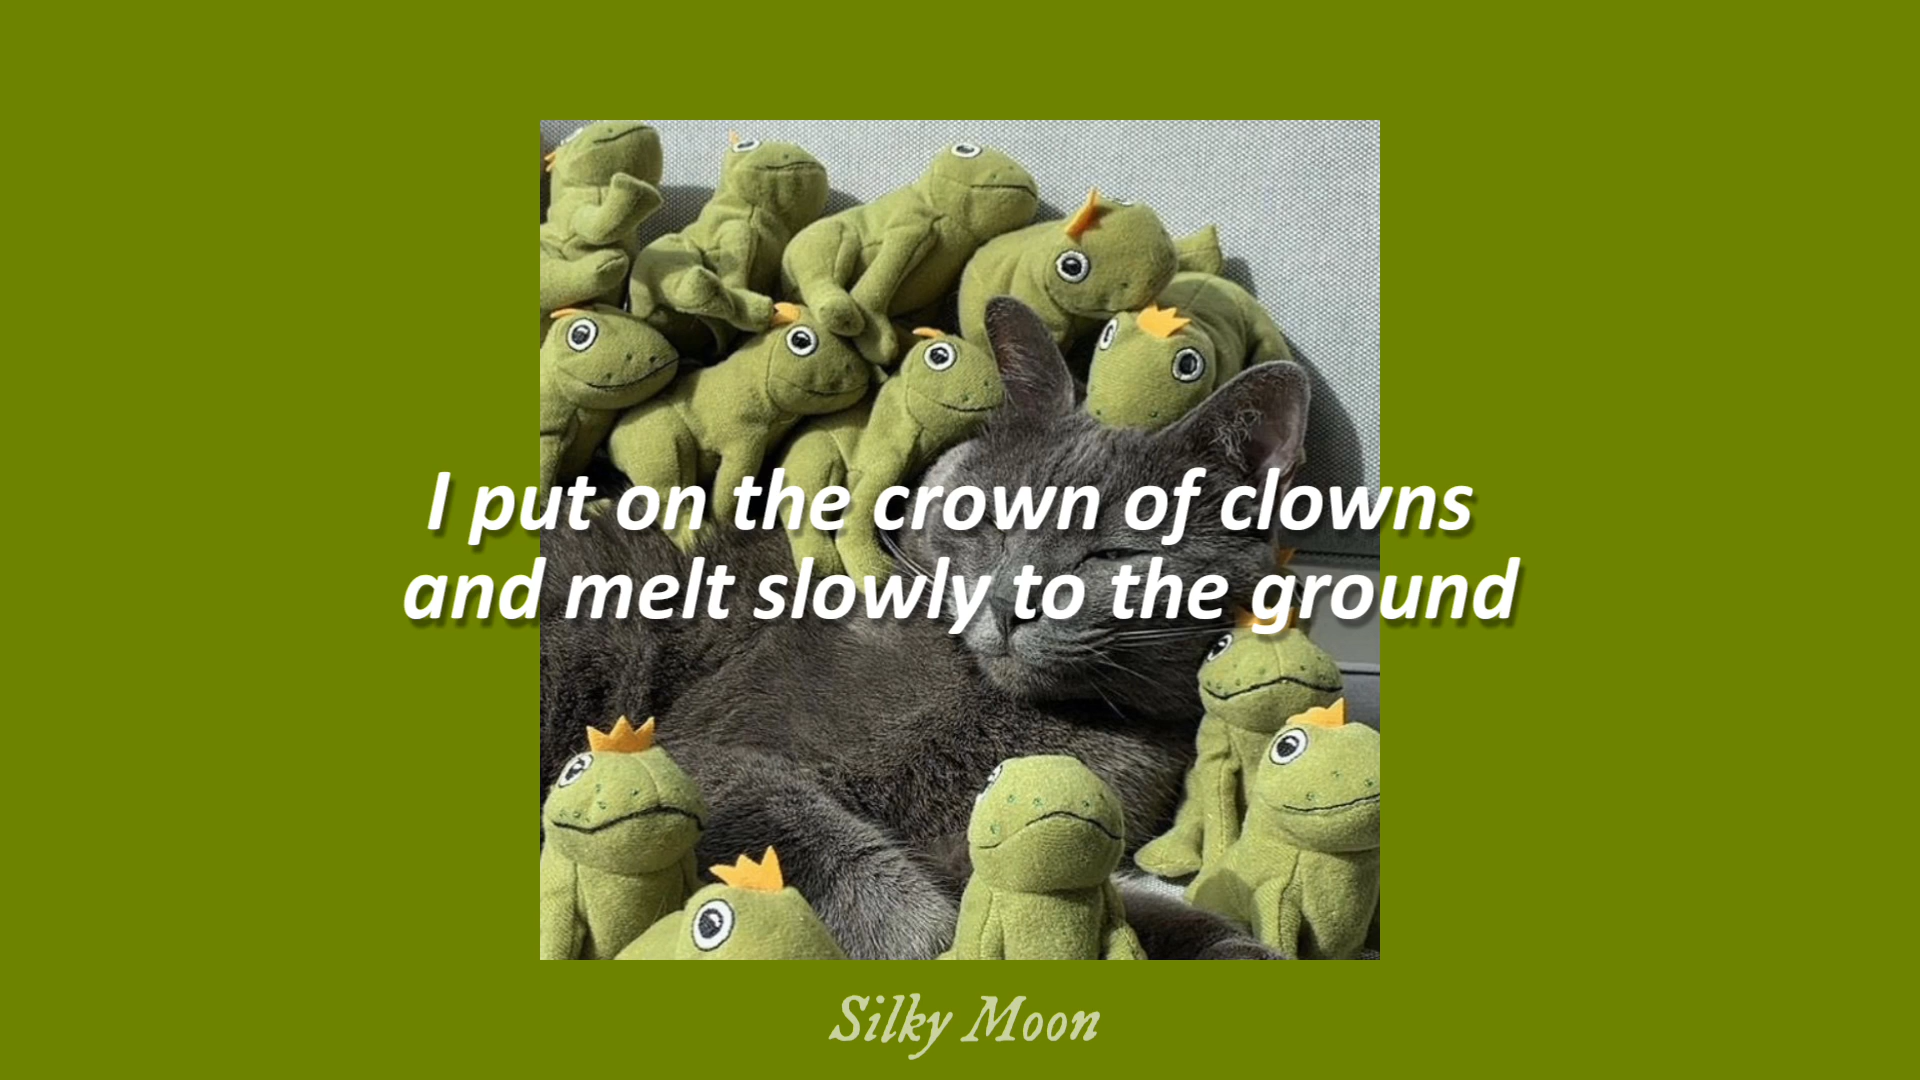 I put on the crown of clowns
and melt slowly to the ground
Silky Moon